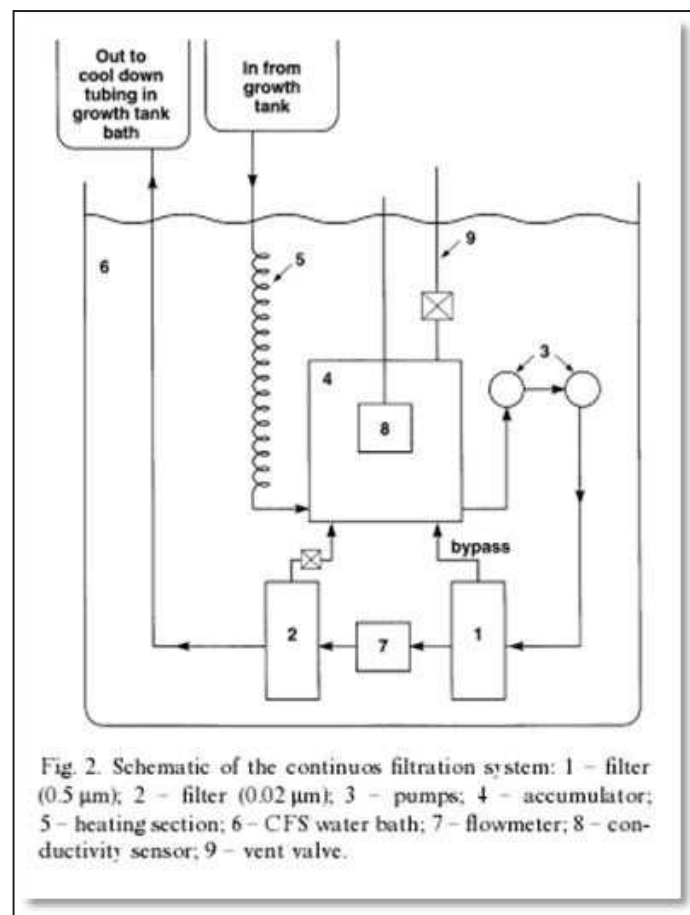 Out to
cool down
tubing in
growth tank
bath
In from
growth
tank
9
6
5
3
4
8
bypass
2
7
1
Fig. 2. Schematic of the continuos filtration system: 1 – filter
(0.5 μm); 2 – filter (0.02 μm); 3 – pumps; 4 – accumulator;
5 – heating section; 6 – CFS water bath; 7 – flowmeter; 8 – con-
ductivity sensor; 9 – vent valve.